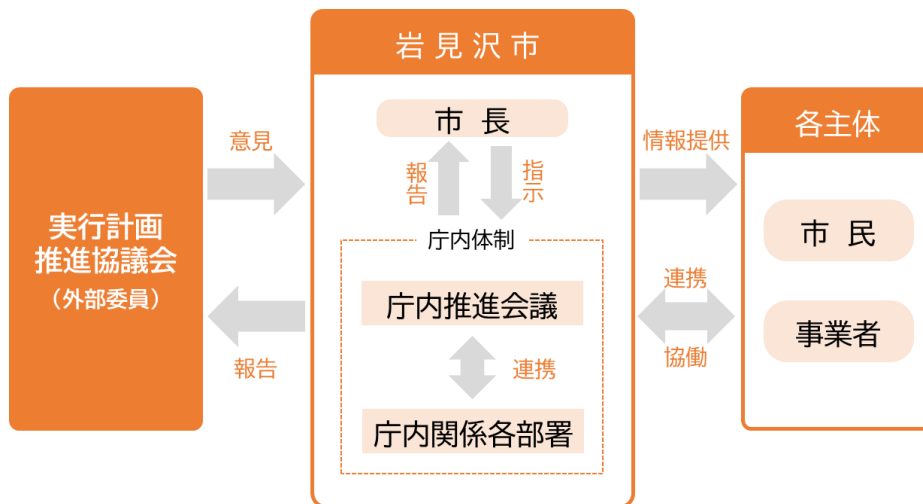 実行計画
推進協議会
（外部委員）
意見
報告
岩見沢市
市 長
報告
指示
庁内体制
庁内推進会議
連携
庁内関係各部署
情報提供
連携
協働
各主体
市 民
事業者